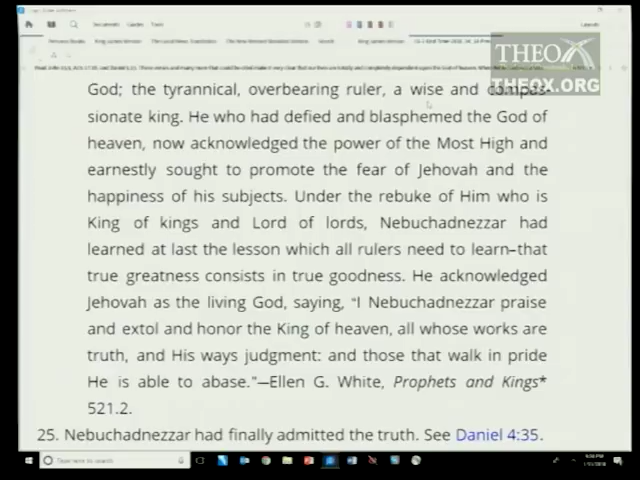 THEOX
THEOX.ORG
God; the tyrannical, overbearing ruler, a wise and compas-
sionate king. He who had defied and blasphemed the God of
heaven, now acknowledged the power of the Most High and
earnestly sought to promote the fear of Jehovah and the
happiness of his subjects. Under the rebuke of Him who is
King of kings and Lord of lords, Nebuchadnezzar had
learned at last the lesson which all rulers need to learn–that
true greatness consists in true goodness. He acknowledged
Jehovah as the living God, saying, “I Nebuchadnezzar praise
and extol and honor the King of heaven, all whose works are
truth, and His ways judgment: and those that walk in pride
He is able to abase.”—Ellen G. White, Prophets and Kings*
521.2.
25. Nebuchadnezzar had finally admitted the truth. See Daniel 4:35.